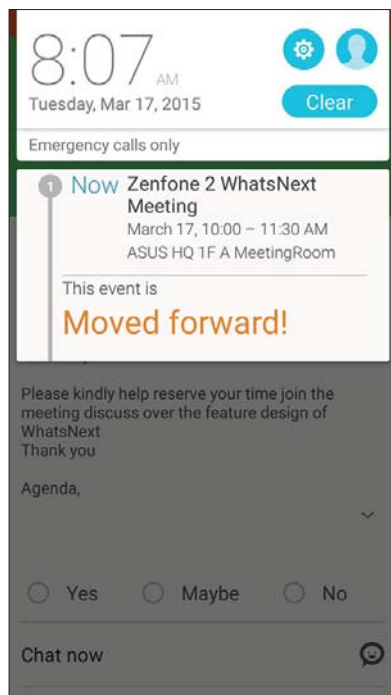 8:07 AM
Tuesday, Mar 17, 2015
Clear
Emergency calls only
1 Now Zenfone 2 WhatsNext
Meeting
March 17, 10:00 – 11:30 AM
ASUS HQ 1F A MeetingRoom
This event is
Moved forward!
Please kindly help reserve your time join the
meeting discuss over the feature design of
WhatsNext
Thank you
Agenda,
Yes
Maybe
No
Chat now